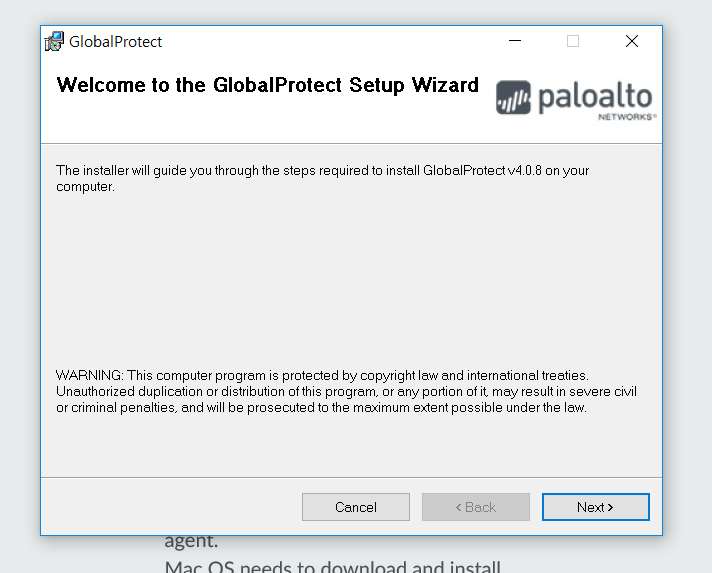 GlobalProtect
Welcome to the GlobalProtect Setup Wizard
paloalto
NETWORKS®
The installer will guide you through the steps required to install GlobalProtect v4.0.8 on your
computer.
WARNING: This computer program is protected by copyright law and international treaties.
Unauthorized duplication or distribution of this program, or any portion of it, may result in severe civil
or criminal penalties, and will be prosecuted to the maximum extent possible under the law.
Cancel
< Back
Next >
agent.
Mac OS needs to download and install